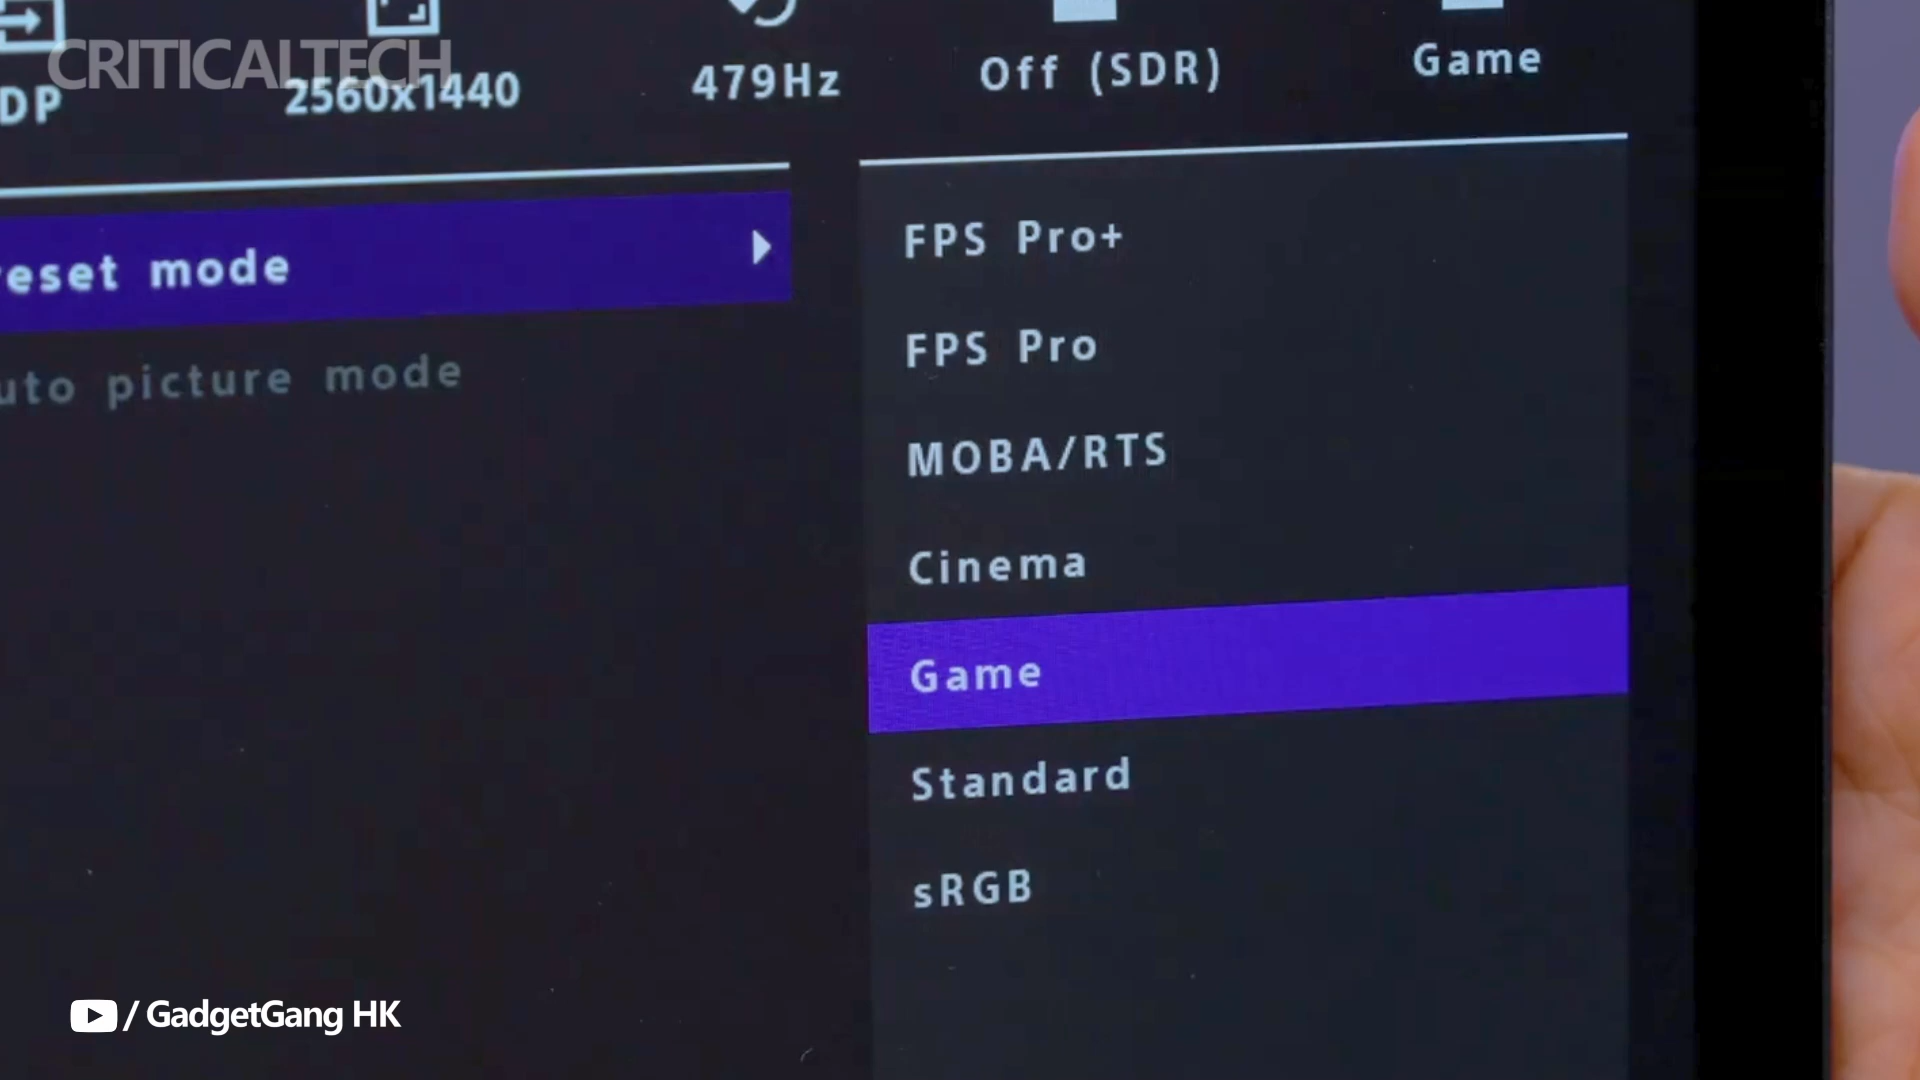 CRITICALTECH
DP
2560x1440
479Hz
Off (SDR)
Game
reset mode
uto picture mode
FPS Pro+
FPS Pro
MOBA/RTS
Cinema
Game
Standard
sRGB
/ GadgetGang HK